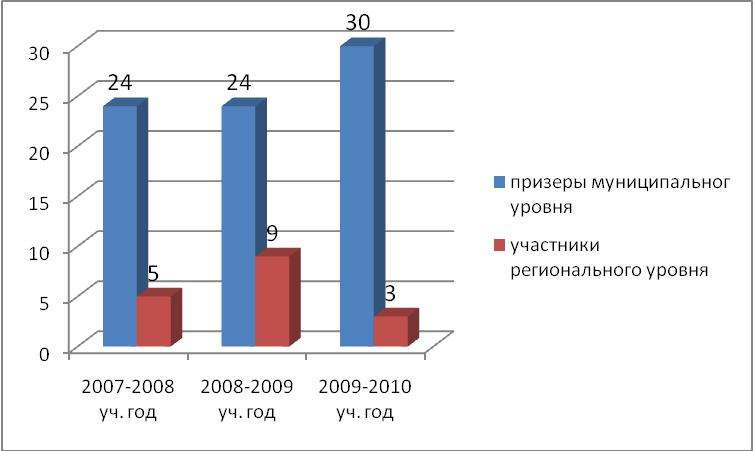 30
25
20
15
10
5
0
24
5
24
9
30
3
2007-2008
уч. год
2008-2009
уч. год
2009-2010
уч. год
призеры муниципальног
уровня
участники
регионального уровня